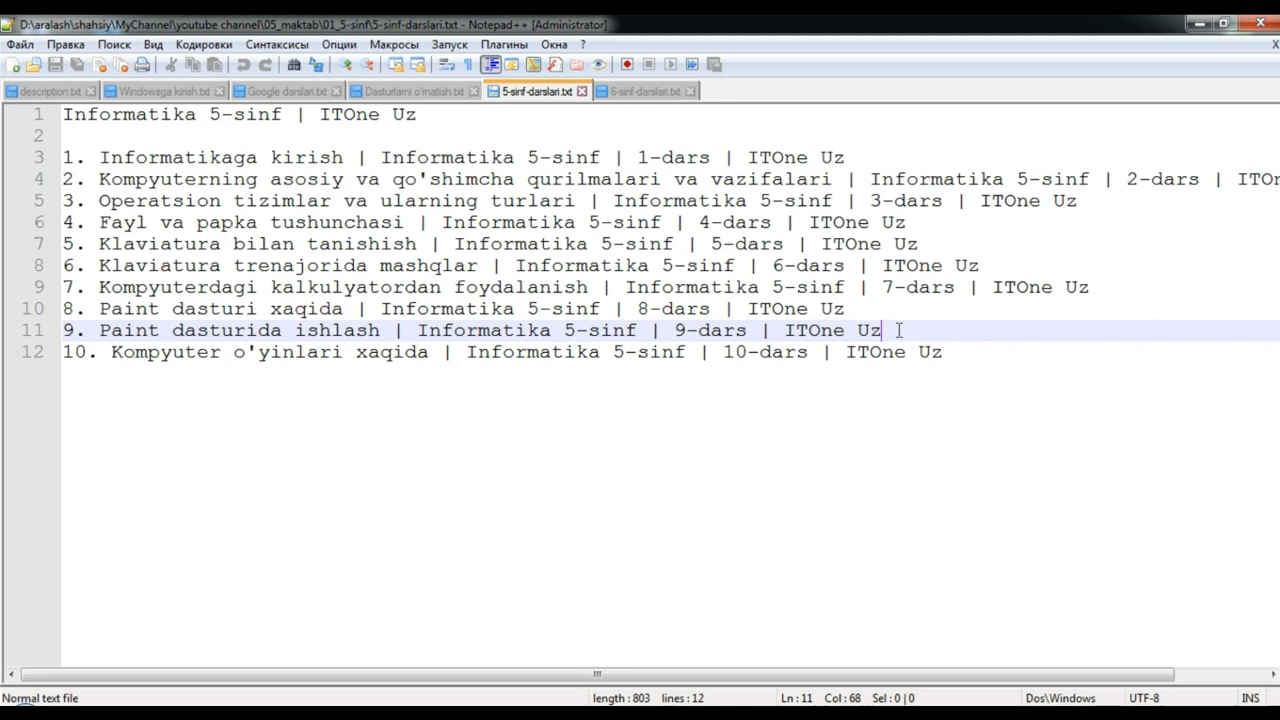 D:\aralash\shahsiy\MyChannel\youtube channel\05_maktab\01_5-sinf\5-sinf-darslari.txt - Notepad++ [Administrator]
Файл Правка Поиск Вид Кодировки Синтаксисы Опции Макросы Запуск Плагины Окна ? X
description.txt Windowsga kirish.txt Google darslari.txt Dasturlarni o'rnatish.txt 5-sinf-darslari.txt 6-sinf-darslari.txt
1 Informatika 5-sinf | ITOne Uz
2
3 1. Informatikaga kirish | Informatika 5-sinf | 1-dars | ITOne Uz
4 2. Kompyuterning asosiy va qo'shimcha qurilmalari va vazifalari | Informatika 5-sinf | 2-dars | ITOn
5 3. Operatsion tizimlar va ularning turlari | Informatika 5-sinf | 3-dars | ITOne Uz
6 4. Fayl va papka tushunchasi | Informatika 5-sinf | 4-dars | ITOne Uz
7 5. Klaviatura bilan tanishish | Informatika 5-sinf | 5-dars | ITOne Uz
8 6. Klaviatura trenajorida mashqlar | Informatika 5-sinf | 6-dars | ITOne Uz
9 7. Kompyuterdagi kalkulyatordan foydalanish | Informatika 5-sinf | 7-dars | ITOne Uz
10 8. Paint dasturi xaqida | Informatika 5-sinf | 8-dars | ITOne Uz
11 9. Paint dasturida ishlash | Informatika 5-sinf | 9-dars | ITOne Uz
12 10. Kompyuter o'yinlari xaqida | Informatika 5-sinf | 10-dars | ITOne Uz
Normal text file length : 803 lines : 12 Ln : 11 Col : 68 Sel : 0 | 0 Dos\Windows UTF-8 INS